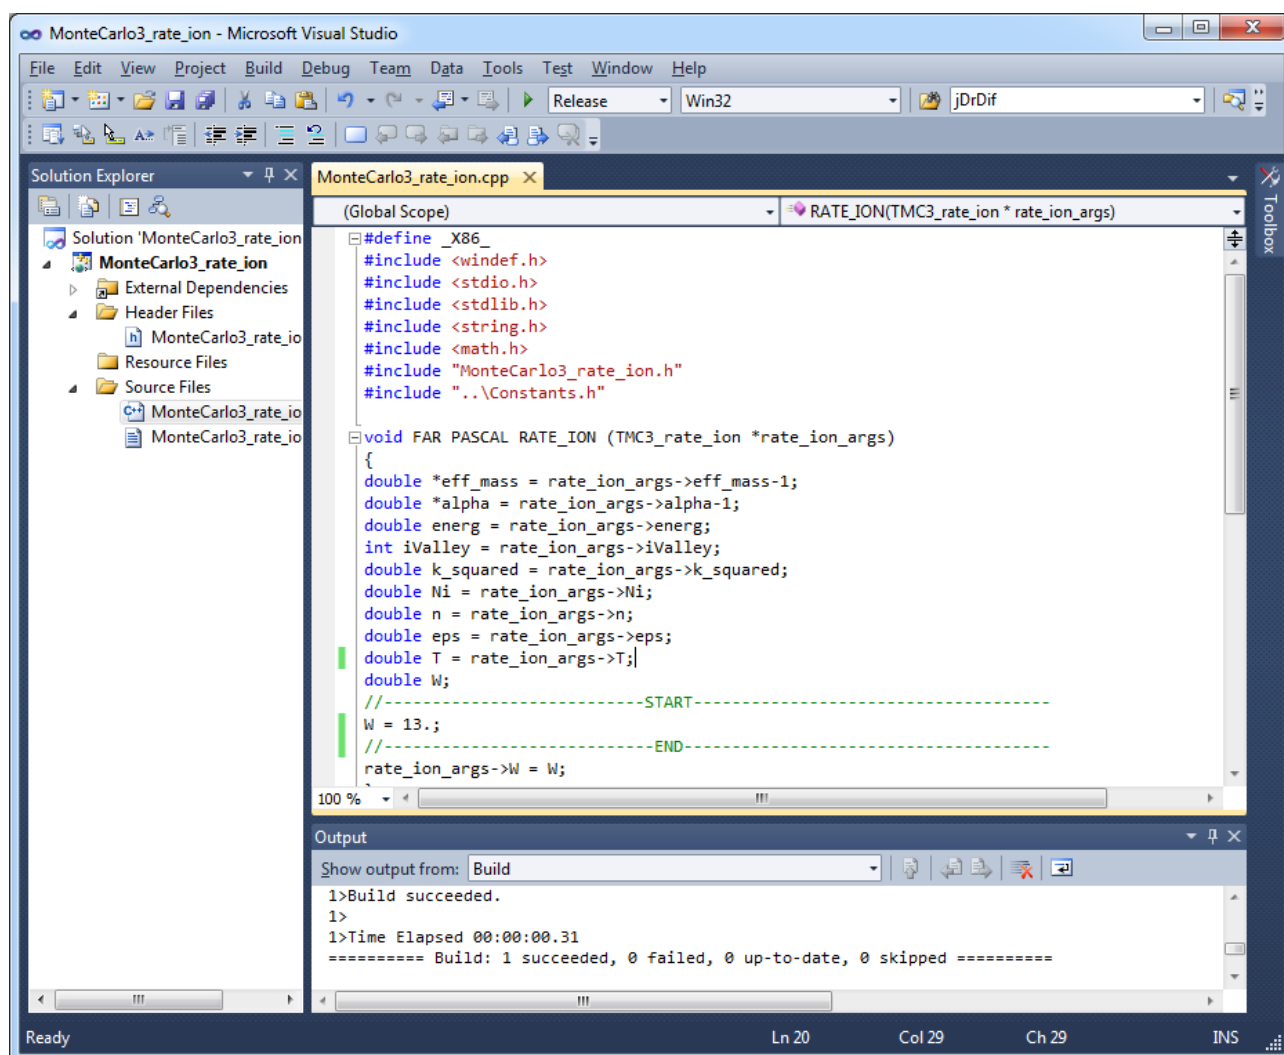 MonteCarlo3_rate_ion - Microsoft Visual Studio
File Edit View Project Build Debug Team Data Tools Test Window Help
Release Win32 jDrDif
Solution Explorer
MonteCarlo3_rate_ion.cpp
Toolbox
(Global Scope) RATE_ION(TMC3_rate_ion * rate_ion_args)
Solution 'MonteCarlo3_rate_ion
MonteCarlo3_rate_ion
External Dependencies
Header Files
MonteCarlo3_rate_io
Resource Files
Source Files
MonteCarlo3_rate_io
MonteCarlo3_rate_io
#define _X86_
#include <windef.h>
#include <stdio.h>
#include <stdlib.h>
#include <string.h>
#include <math.h>
#include "MonteCarlo3_rate_ion.h"
#include "..\Constants.h"
void FAR PASCAL RATE_ION (TMC3_rate_ion *rate_ion_args)
{
double *eff_mass = rate_ion_args->eff_mass-1;
double *alpha = rate_ion_args->alpha-1;
double energ = rate_ion_args->energ;
int iValley = rate_ion_args->iValley;
double k_squared = rate_ion_args->k_squared;
double Ni = rate_ion_args->Ni;
double n = rate_ion_args->n;
double eps = rate_ion_args->eps;
double T = rate_ion_args->T;
double W;
//---------------------------START-------------------------------------
W = 13.;
//----------------------------END--------------------------------------
rate_ion_args->W = W;
100 %
Output
Show output from: Build
1>Build succeeded.
1>
1>Time Elapsed 00:00:00.31
========== Build: 1 succeeded, 0 failed, 0 up-to-date, 0 skipped ==========
Ready Ln 20 Col 29 Ch 29 INS